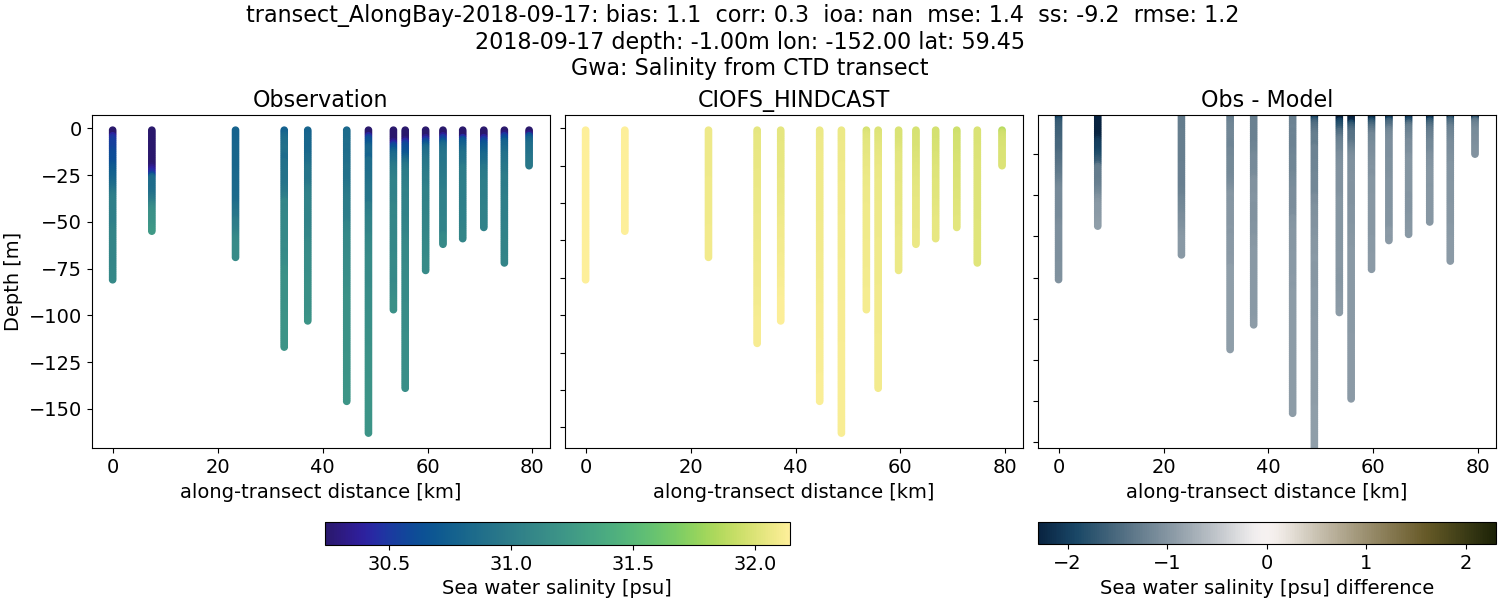 transect_AlongBay-2018-09-17: bias: 1.1  corr: 0.3  ioa: nan  mse: 1.4  ss: -9.2  rmse: 1.2
2018-09-17 depth: -1.00m lon: -152.00 lat: 59.45
Gwa: Salinity from CTD transect
Observation
CIOFS_HINDCAST
Obs - Model
Depth [m]
0
−25
−50
−75
−100
−125
−150
0 20 40 60 80
0 20 40 60 80
0 20 40 60 80
along-transect distance [km]
along-transect distance [km]
along-transect distance [km]
30.5 31.0 31.5 32.0
Sea water salinity [psu]
−2 −1 0 1 2
Sea water salinity [psu] difference